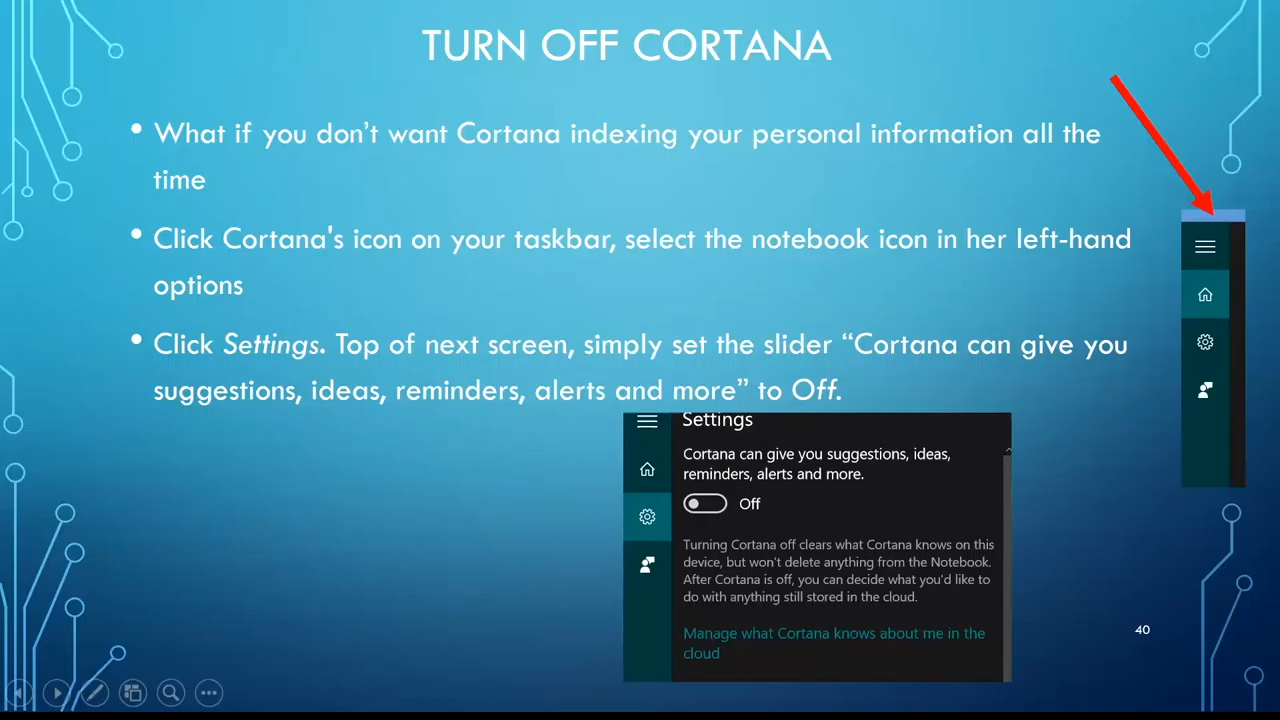 TURN OFF CORTANA
• What if you don't want Cortana indexing your personal information all the
time
• Click Cortana's icon on your taskbar, select the notebook icon in her left-hand
options
• Click Settings. Top of next screen, simply set the slider “Cortana can give you
suggestions, ideas, reminders, alerts and more” to Off.
Settings
Cortana can give you suggestions, ideas,
reminders, alerts and more.
Off
Turning Cortana off clears what Cortana knows on this
device, but won't delete anything from the Notebook.
After Cortana is off, you can decide what you'd like to
do with anything still stored in the cloud.
Manage what Cortana knows about me in the
cloud
40